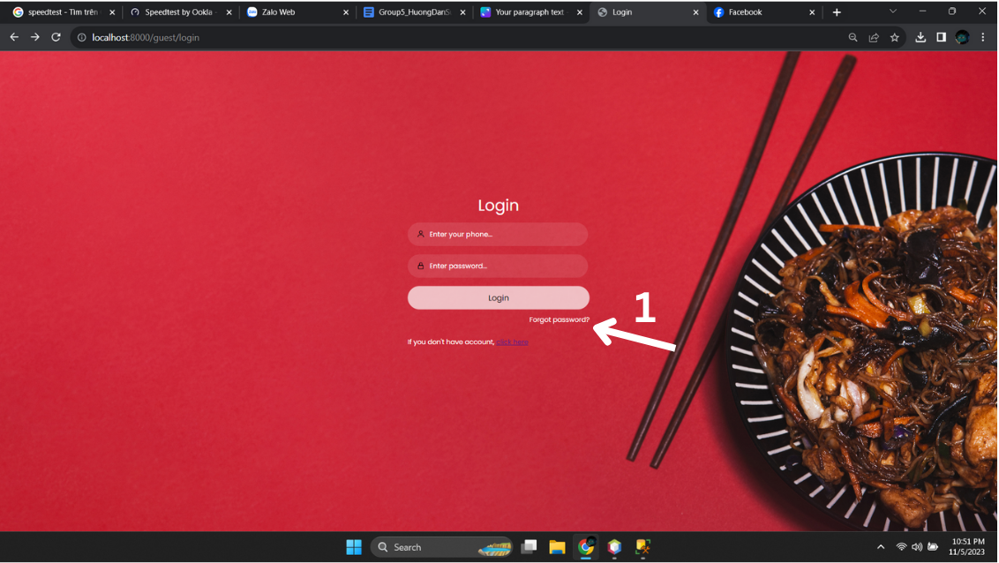 speedtest - Tìm trên
Speedtest by Ookla -
Zalo Web
Group5_HuongDanSu
Your paragraph text
Login
Facebook
localhost:8000/guest/login
Login
Enter your phone...
Enter password...
Login
1
Forgot password?
If you don't have account, click here
Search
10:51 PM
11/5/2023